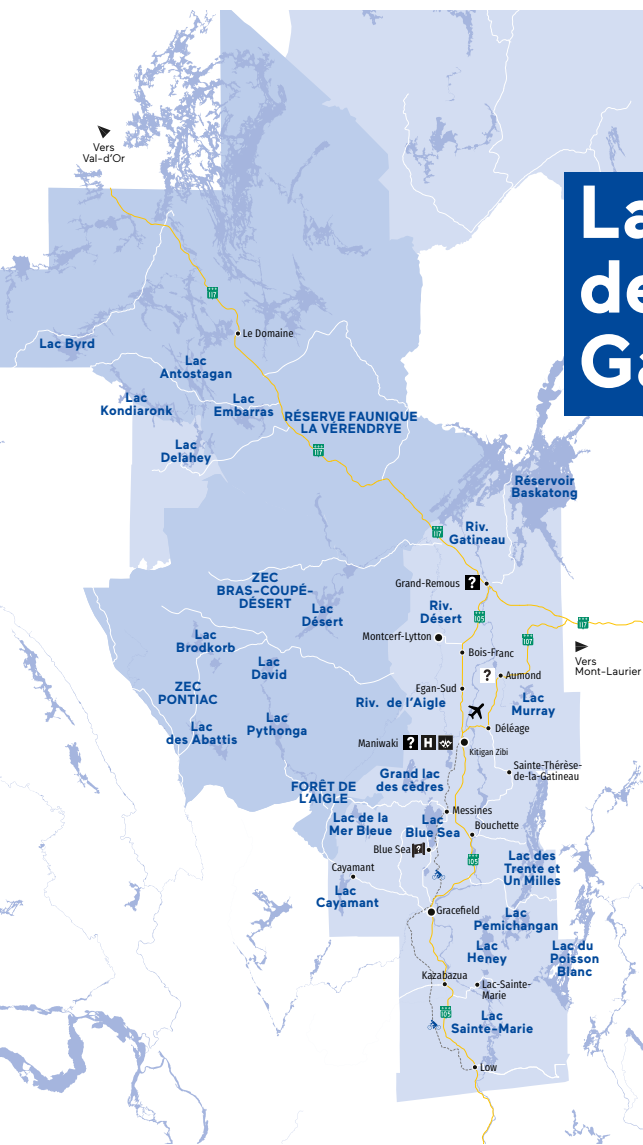 Vers
Val-d'Or
La
de
Ga
117
Le Domaine
Lac Byrd
Lac
Antostagan
Lac
Kondiaronk
Lac
Embarras
RÉSERVE FAUNIQUE
LA VÉRENDRYE
Lac
Delahey
117
Réservoir
Baskatong
117
Riv.
Gatineau
ZEC
BRAS-COUPÉ-
DÉSERT
Grand-Remous ?
Lac
Désert
Riv.
Désert
105
117
Lac
Brodkorb
Montcerf-Lytton
107
Bois-Franc
Vers
Mont-Laurier
Lac
David
? Aumond
ZEC
PONTIAC
Egan-Sud
Riv. de l'Aigle
Lac
Murray
Lac
des Abattis
Lac
Pythonga
Déléage
Maniwaki ? H
Kitigan Zibi
Sainte-Thérèse-
de-la-Gatineau
Grand lac
des cèdres
FORÊT DE
L'AIGLE
Messines
Lac de la
Mer Bleue
Lac
Blue Sea
Bouchette
Blue Sea ?
105
Lac des
Trente et
Un Milles
Cayamant
Lac
Cayamant
Gracefield
Lac
Pemichangan
Lac
Heney
Lac du
Poisson
Blanc
Kazabazua
Lac-Sainte-
Marie
105
Lac
Sainte-Marie
Low